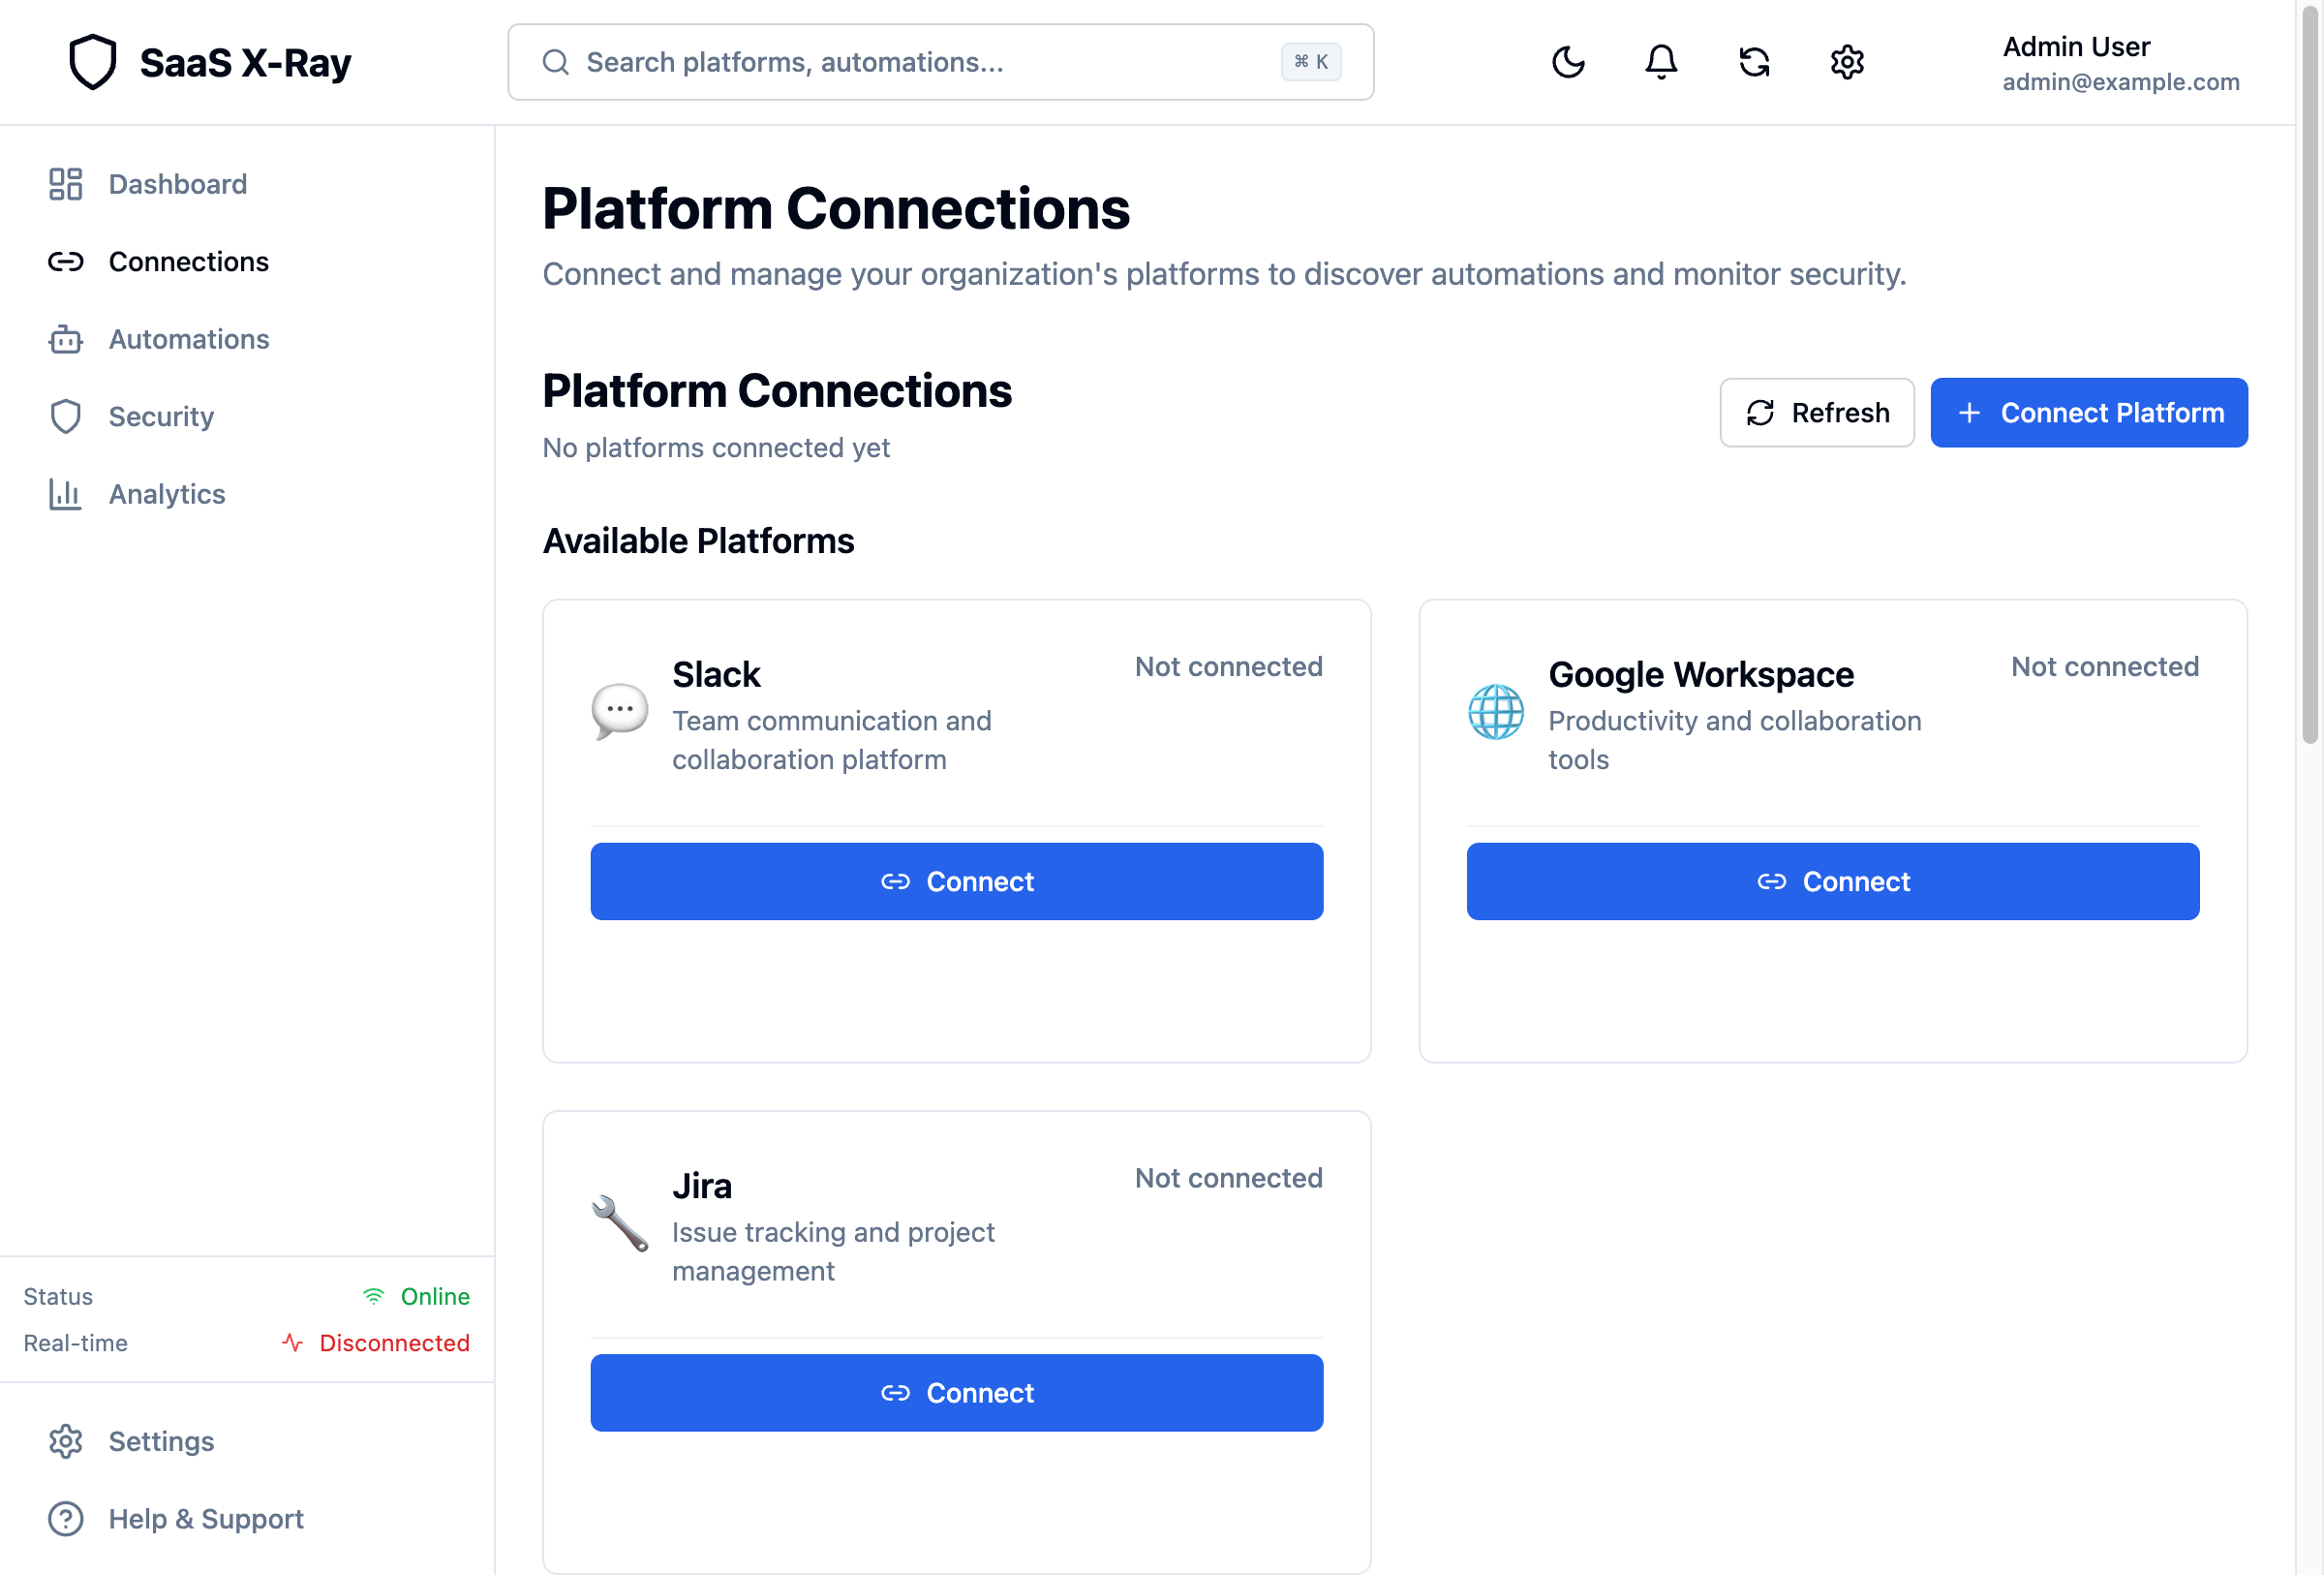 SaaS X-Ray
Search platforms, automations...
⌘ K
Admin User
admin@example.com
Dashboard
Connections
Automations
Security
Analytics
Status
Online
Real-time
Disconnected
Settings
Help & Support
Platform Connections
Connect and manage your organization's platforms to discover automations and monitor security.
Platform Connections
No platforms connected yet
Refresh
Connect Platform
Available Platforms
Slack
Not connected
Team communication and
collaboration platform
Connect
Google Workspace
Not connected
Productivity and collaboration
tools
Connect
Jira
Not connected
Issue tracking and project
management
Connect